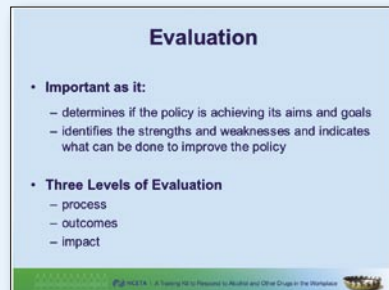 Evaluation
• Important as it:
– determines if the policy is achieving its aims and goals
– identifies the strengths and weaknesses and indicates
what can be done to improve the policy
• Three Levels of Evaluation
– process
– outcomes
– impact
NCETA | A Training Kit to Respond to Alcohol and Other Drugs in the Workplace